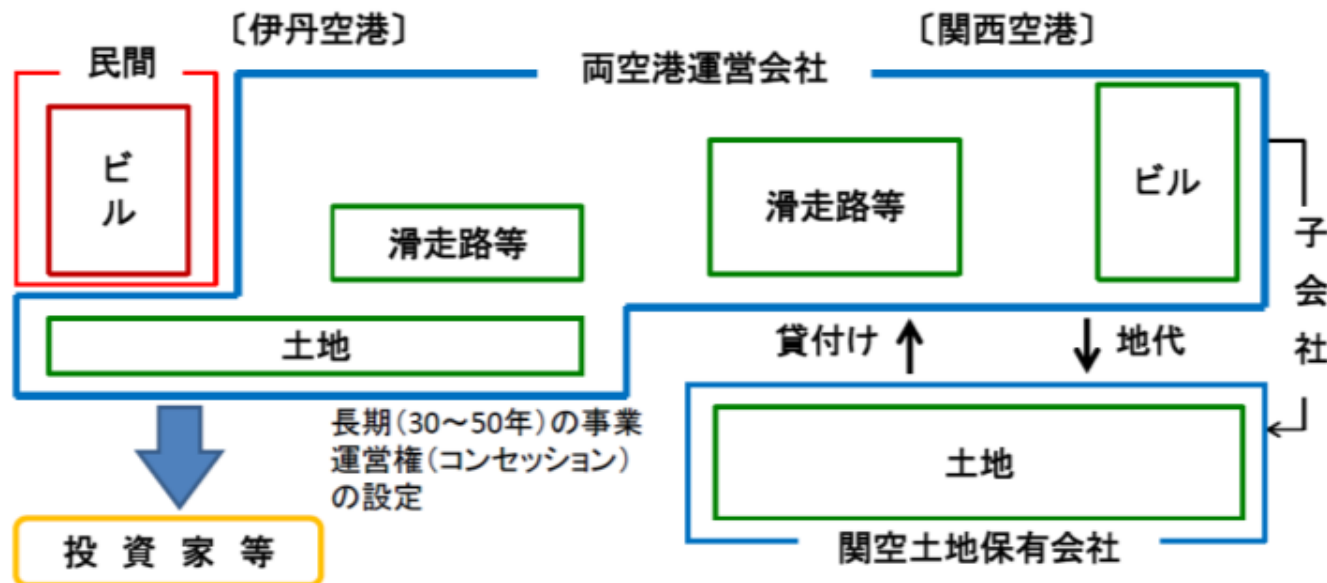 〔伊丹空港〕
〔関西空港〕
民間
両空港運営会社
ビル
滑走路等
滑走路等
ビル
子会社
土地
貸付け
地代
長期(30～50年)の事業
運営権(コンセッション)
の設定
土地
投資家等
関空土地保有会社